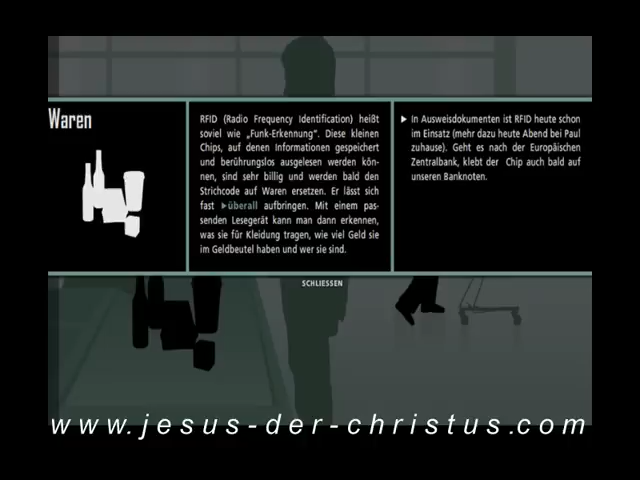 Waren
RFID (Radio Frequency Identification) heißt
soviel wie „Funk-Erkennung“. Diese kleinen
Chips, auf denen Informationen gespeichert
und berührungslos ausgelesen werden kön-
nen, sind sehr billig und werden bald den
Strichcode auf Waren ersetzen. Er lässt sich
fast ▶überall aufbringen. Mit einem pas-
senden Lesegerät kann man dann erkennen,
was sie für Kleidung tragen, wie viel Geld sie
im Geldbeutel haben und wer sie sind.
▶ In Ausweisdokumenten ist RFID heute schon
im Einsatz (mehr dazu heute Abend bei Paul
zuhause). Geht es nach der Europäischen
Zentralbank, klebt der Chip auch bald auf
unseren Banknoten.
SCHLIESSEN
www.jesus-der-christus.com